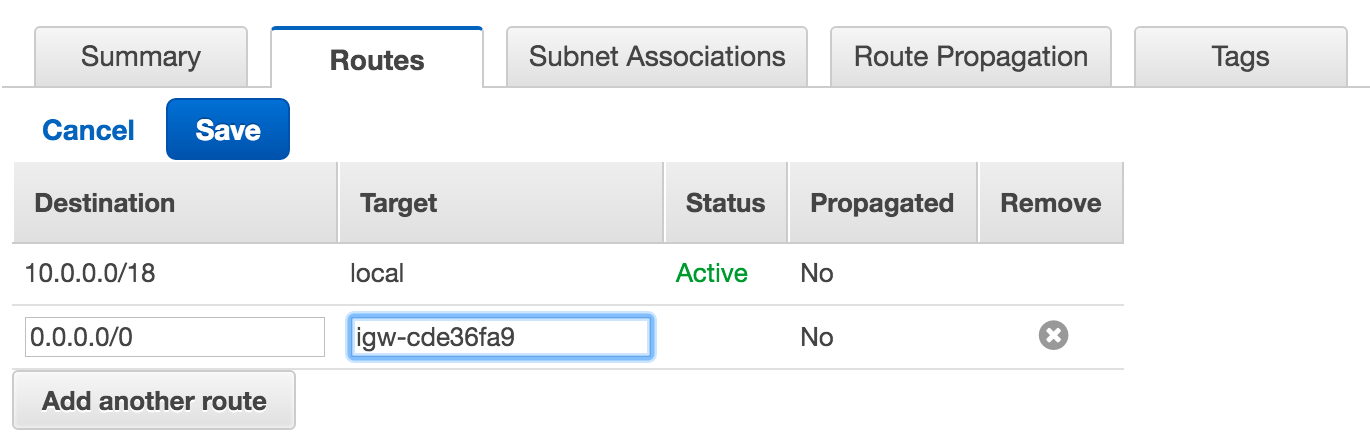 Summary Routes Subnet Associations Route Propagation Tags
Cancel Save
Destination Target Status Propagated Remove
10.0.0.0/18 local Active No
0.0.0.0/0 igw-cde36fa9 No
Add another route